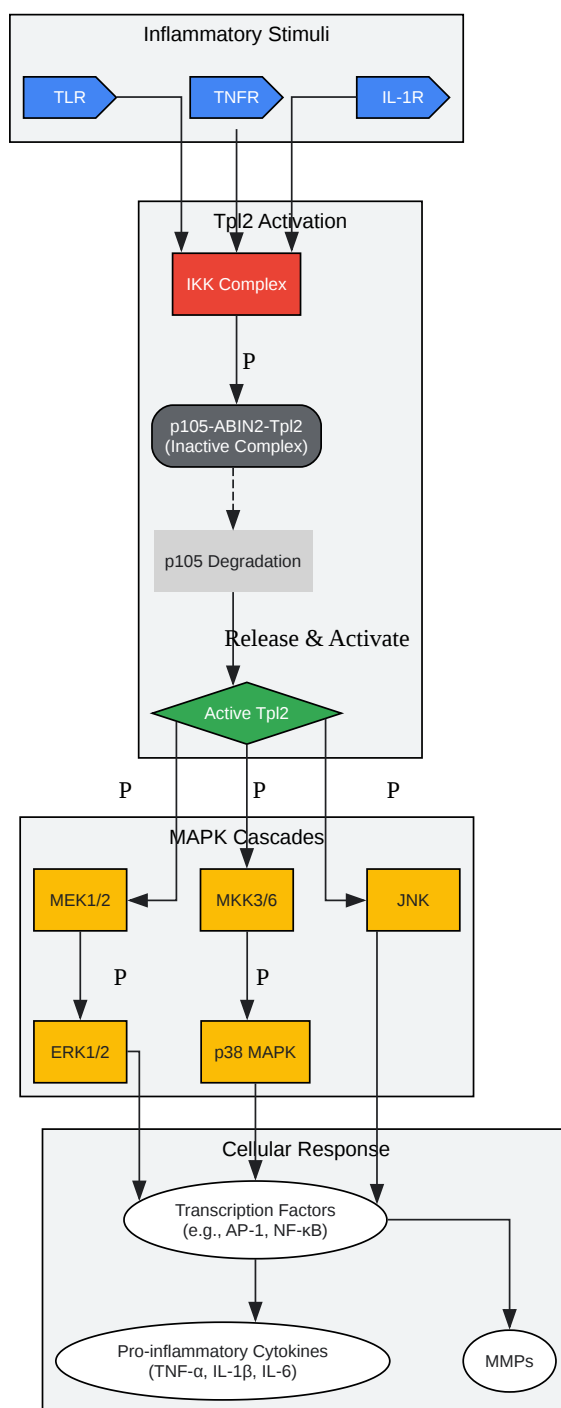 Inflammatory Stimuli
TLR
TNFR
IL-1R
Tpl2 Activation
IKK Complex
P
p105-ABIN2-Tpl2
(Inactive Complex)
p105 Degradation
Release & Activate
Active Tpl2
P
P
P
MAPK Cascades
MEK1/2
MKK3/6
JNK
P
P
ERK1/2
p38 MAPK
Cellular Response
Transcription Factors
(e.g., AP-1, NF-κB)
Pro-inflammatory Cytokines
(TNF-α, IL-1β, IL-6)
MMPs